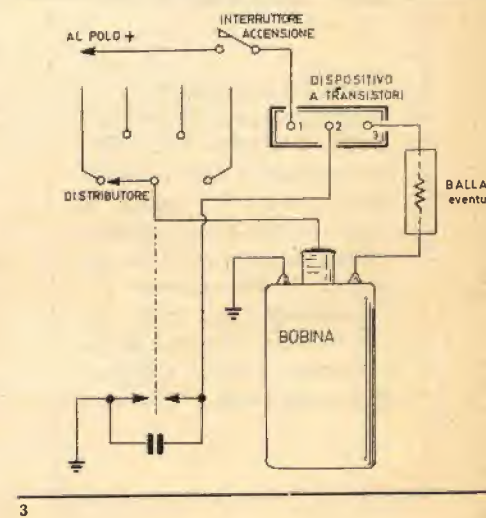 INTERRUTTORE
ACCENSIONE
AL POLO +
DISPOSITIVO
A TRANSISTORI
1 2 3
DISTRIBUTORE
BALLA
eventu
BOBINA
3